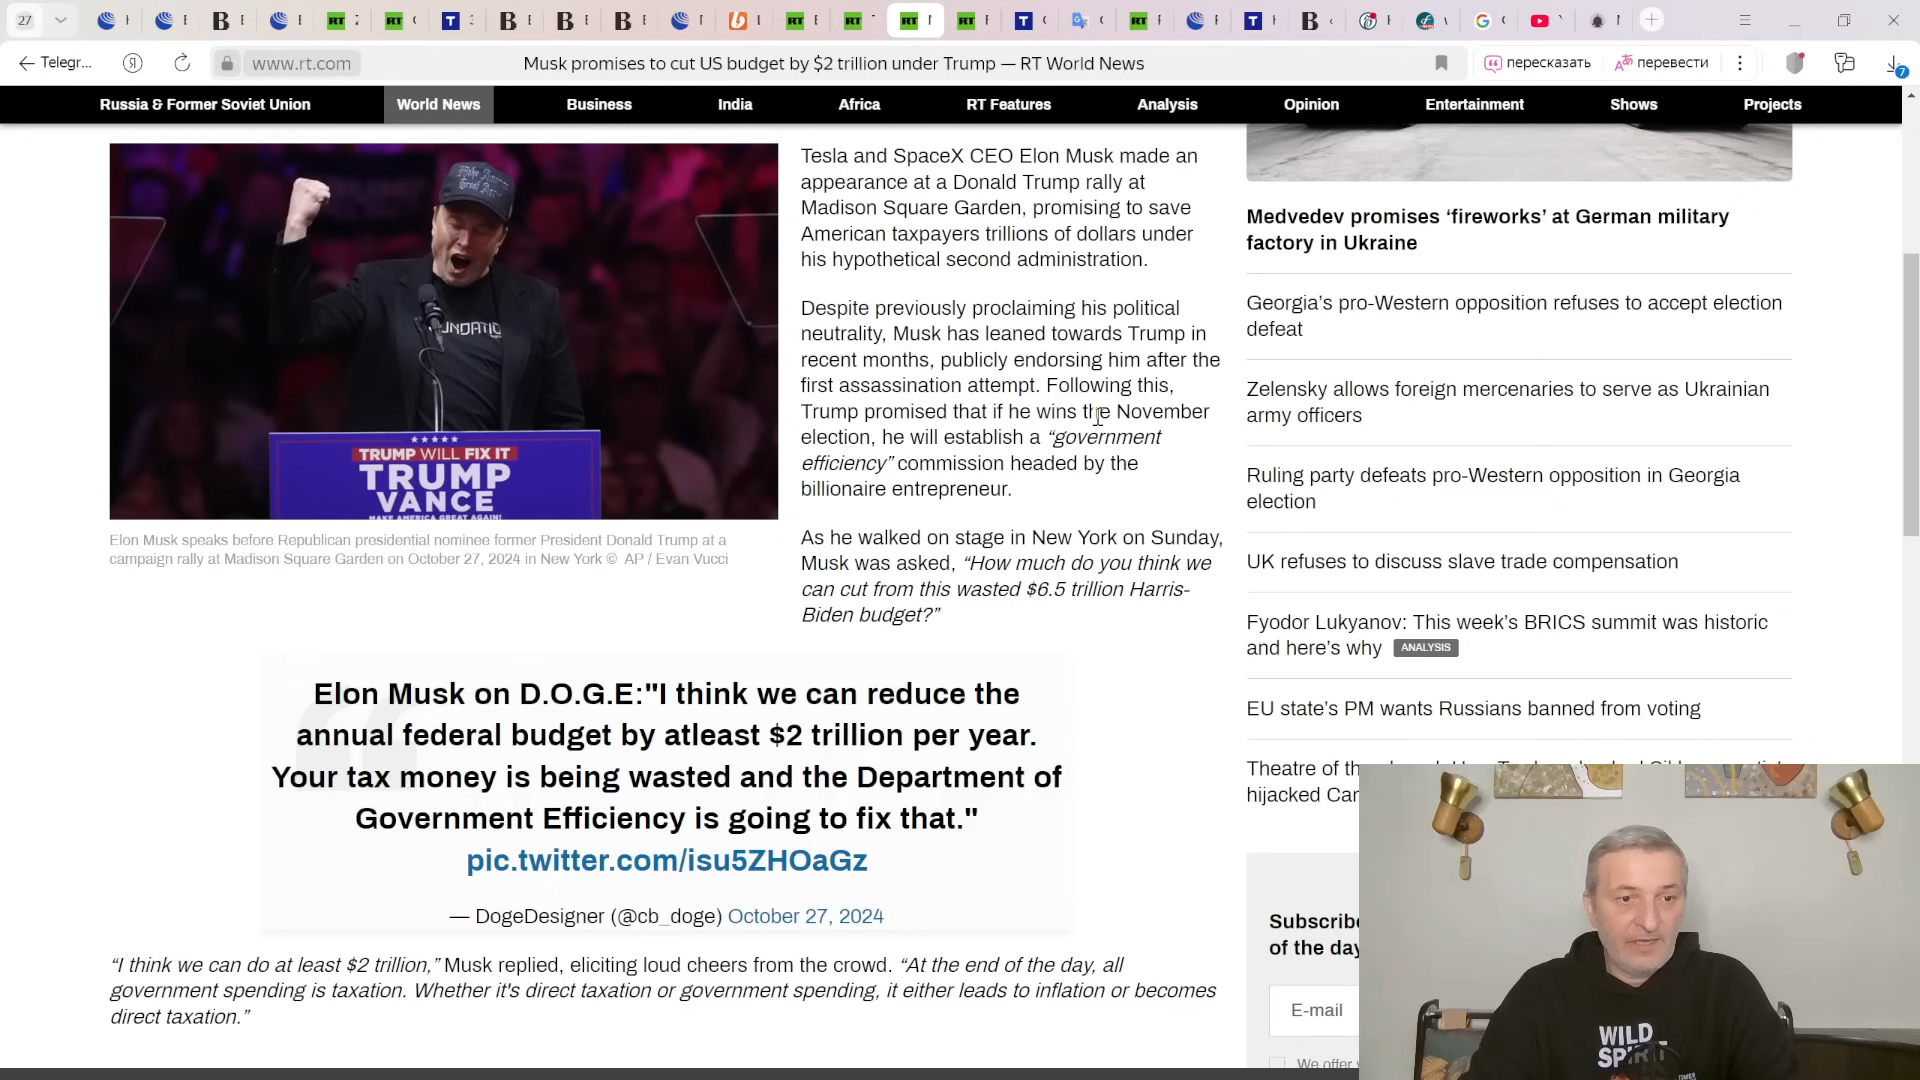 27
Telegr...
www.rt.com
Musk promises to cut US budget by $2 trillion under Trump — RT World News
пересказать
перевести
7
Russia & Former Soviet Union
World News
Business
India
Africa
RT Features
Analysis
Opinion
Entertainment
Shows
Projects
TRUMP WILL FIX IT
TRUMP
VANCE
MAKE AMERICA GREAT AGAIN!
Elon Musk speaks before Republican presidential nominee former President Donald Trump at a
campaign rally at Madison Square Garden on October 27, 2024 in New York © AP / Evan Vucci
Tesla and SpaceX CEO Elon Musk made an
appearance at a Donald Trump rally at
Madison Square Garden, promising to save
American taxpayers trillions of dollars under
his hypothetical second administration.
Despite previously proclaiming his political
neutrality, Musk has leaned towards Trump in
recent months, publicly endorsing him after the
first assassination attempt. Following this,
Trump promised that if he wins the November
election, he will establish a “government
efficiency” commission headed by the
billionaire entrepreneur.
As he walked on stage in New York on Sunday,
Musk was asked, “How much do you think we
can cut from this wasted $6.5 trillion Harris-
Biden budget?”
Elon Musk on D.O.G.E:"I think we can reduce the
annual federal budget by atleast $2 trillion per year.
Your tax money is being wasted and the Department of
Government Efficiency is going to fix that."
pic.twitter.com/isu5ZHOaGz
— DogeDesigner (@cb_doge) October 27, 2024
“I think we can do at least $2 trillion,” Musk replied, eliciting loud cheers from the crowd. “At the end of the day, all
government spending is taxation. Whether it's direct taxation or government spending, it either leads to inflation or becomes
direct taxation.”
Medvedev promises ‘fireworks’ at German military
factory in Ukraine
Georgia’s pro-Western opposition refuses to accept election
defeat
Zelensky allows foreign mercenaries to serve as Ukrainian
army officers
Ruling party defeats pro-Western opposition in Georgia
election
UK refuses to discuss slave trade compensation
Fyodor Lukyanov: This week’s BRICS summit was historic
and here’s why ANALYSIS
EU state’s PM wants Russians banned from voting
Theatre of th
hijacked Car
Subscribe
of the day
E-mail
We offer
WILD
SPIRIT